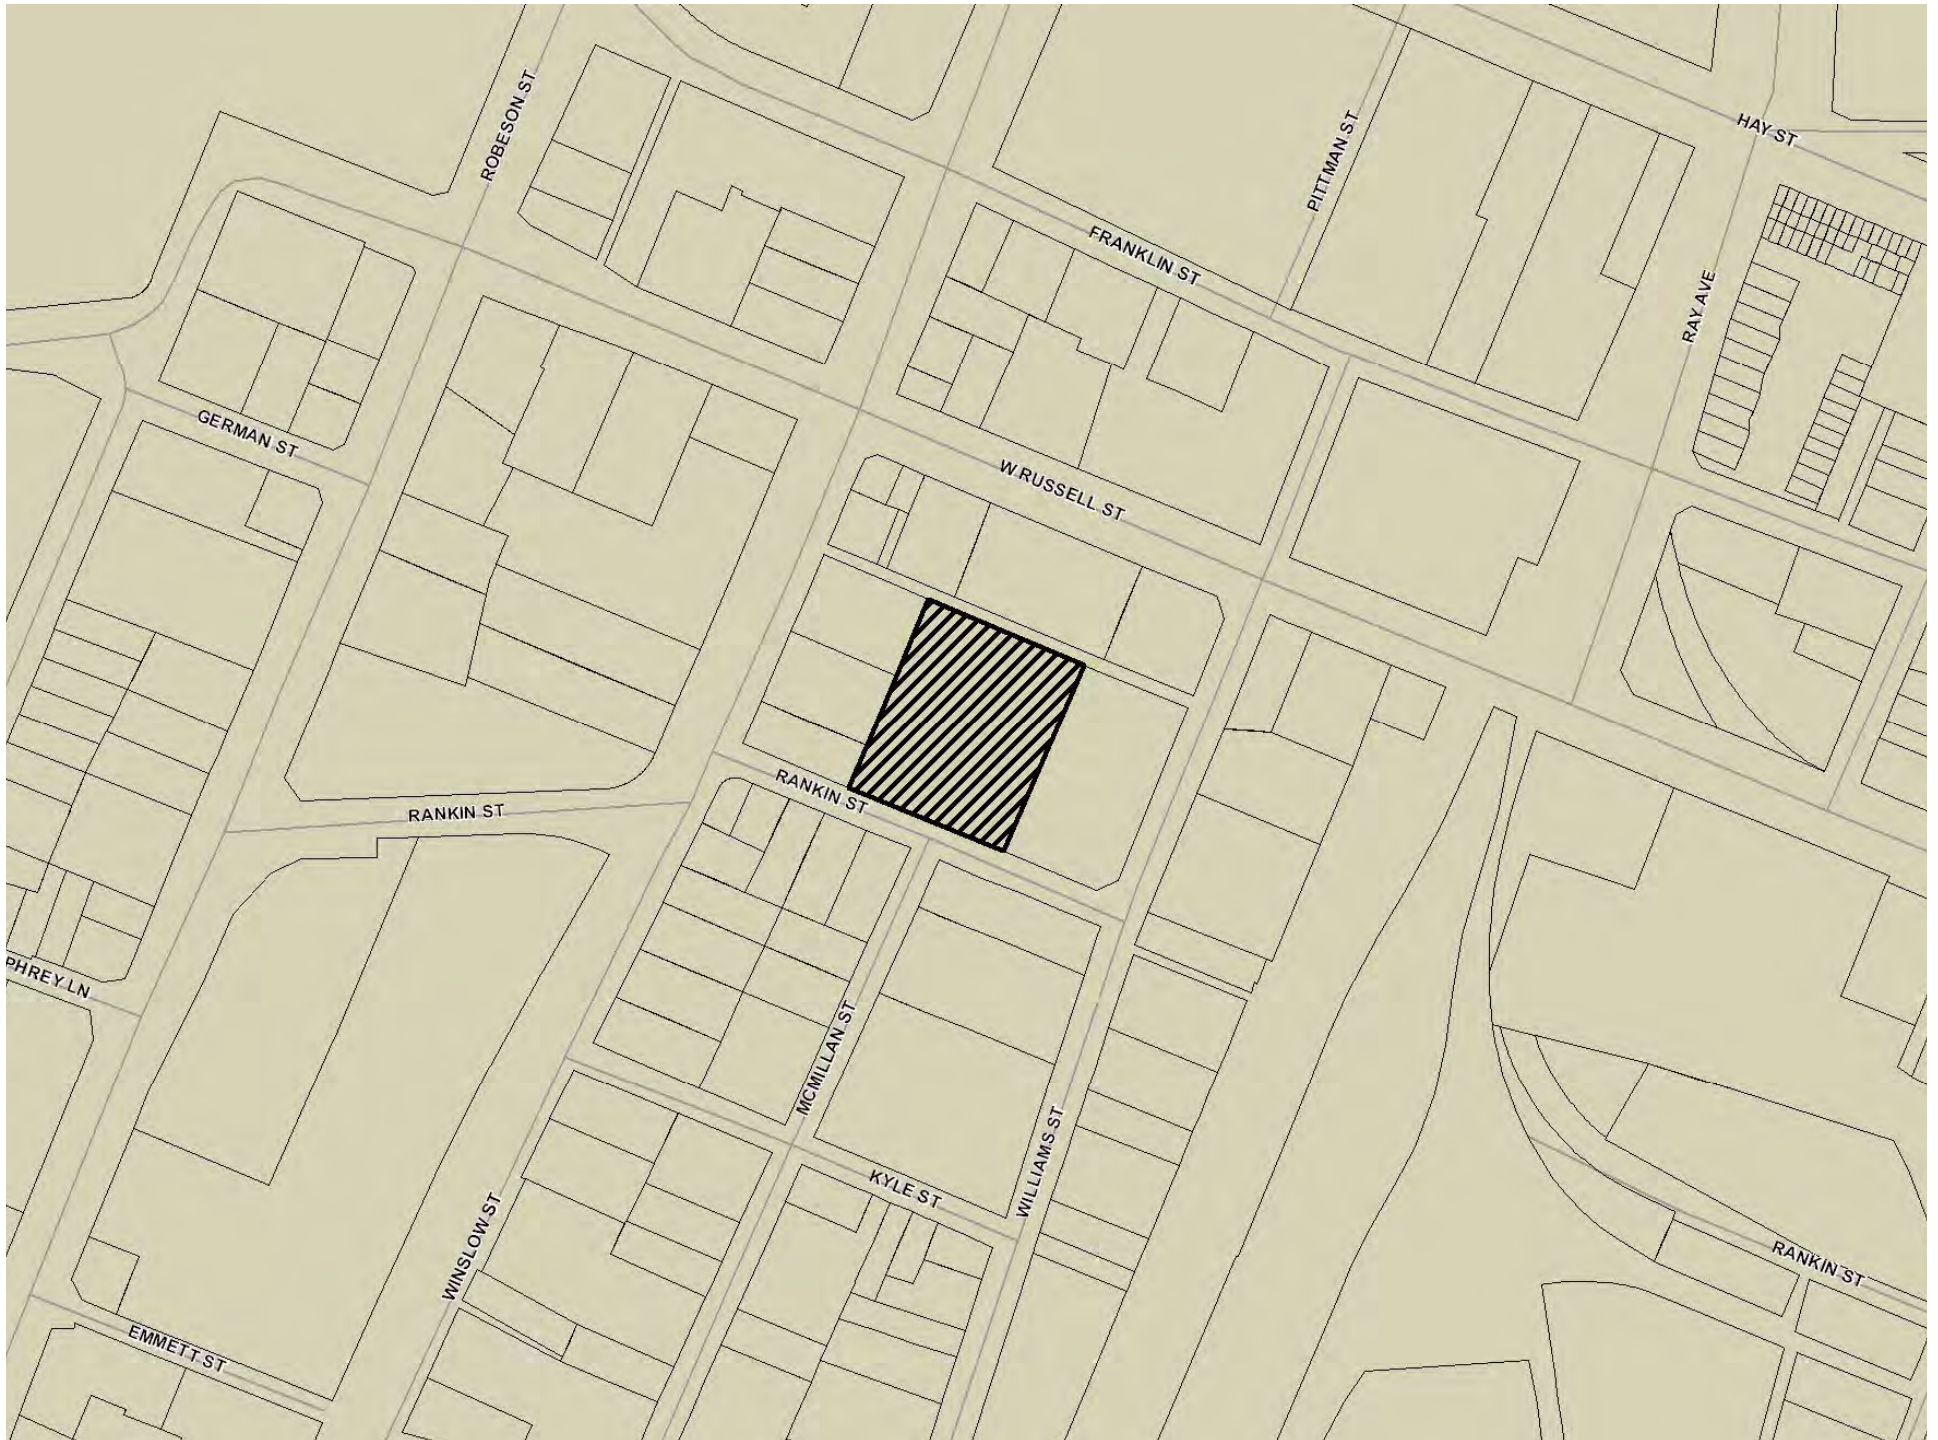 ROBESON ST
HAY ST
PITTMAN ST
FRANKLIN ST
RAY AVE
GERMAN ST
W RUSSELL ST
RANKIN ST
RANKIN ST
PHREY LN
MCMILLAN ST
WILLIAMS ST
KYLE ST
WINSLOW ST
RANKIN ST
EMMETT ST